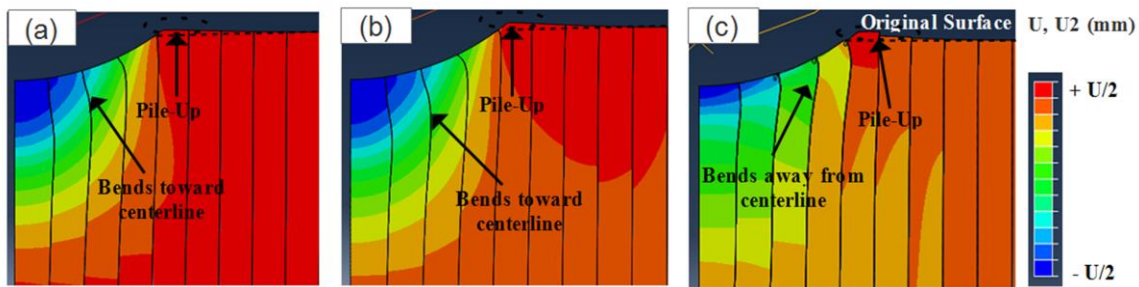 (a)
Pile-Up
Bends toward
centerline
(b)
Pile-Up
Bends toward
centerline
(c)
Original Surface
Pile-Up
Bends away from
centerline
U, U2 (mm)
+ U/2
- U/2